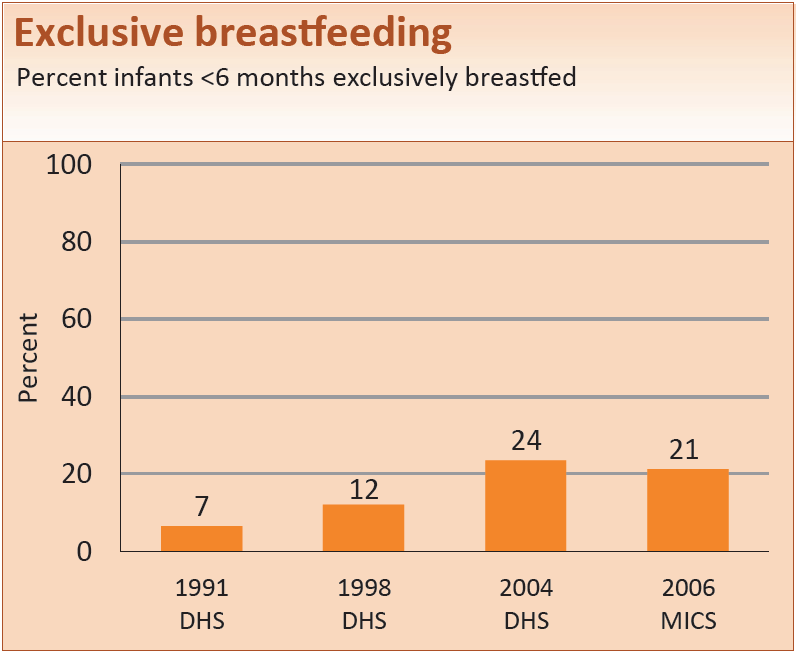 Exclusive breastfeeding
Percent infants <6 months exclusively breastfed
Percent
100
80
60
40
20
0
7
12
24
21
1991
DHS
1998
DHS
2004
DHS
2006
MICS